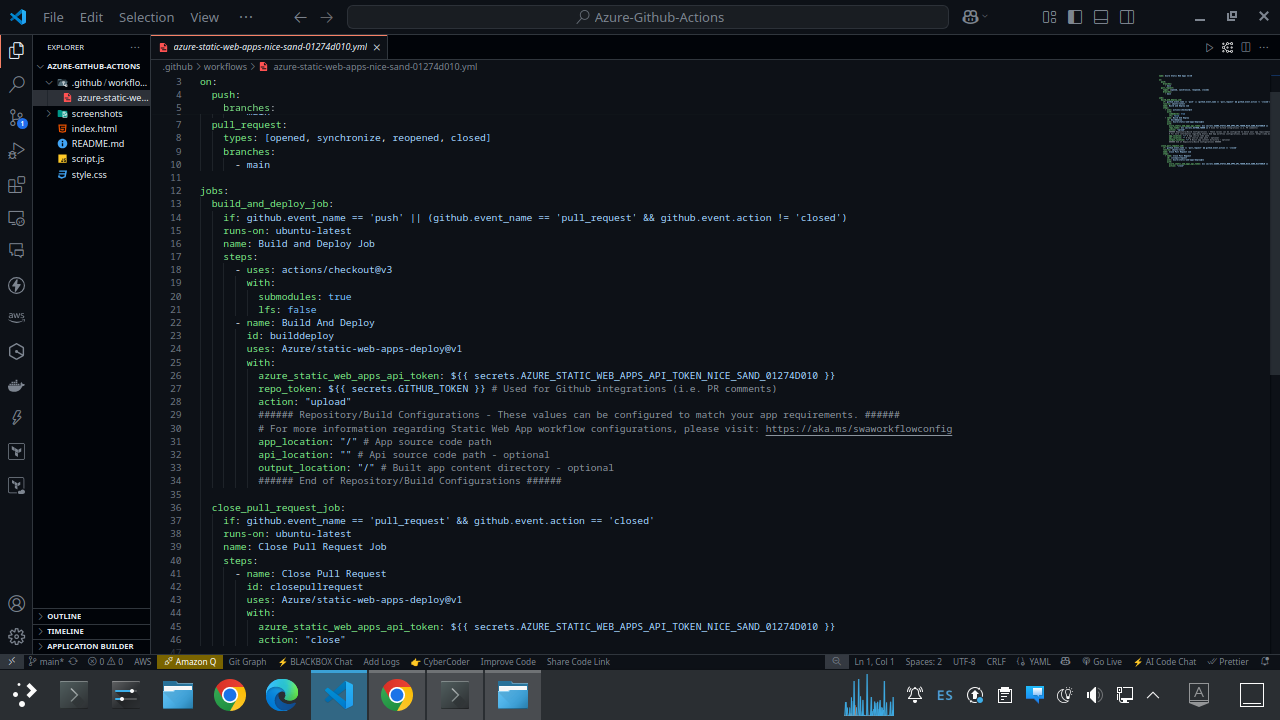 File Edit Selection View ··· Azure-Github-Actions
EXPLORER ···
AZURE-GITHUB-ACTIONS
.github / workflo...
azure-static-we...
screenshots
index.html
README.md
script.js
style.css
OUTLINE
TIMELINE
APPLICATION BUILDER
azure-static-web-apps-nice-sand-01274d010.yml
.github > workflows > azure-static-web-apps-nice-sand-01274d010.yml
3 on:
4 push:
5 branches:
7 pull_request:
8 types: [opened, synchronize, reopened, closed]
9 branches:
10 - main
11
12 jobs:
13 build_and_deploy_job:
14 if: github.event_name == 'push' || (github.event_name == 'pull_request' && github.event.action != 'closed')
15 runs-on: ubuntu-latest
16 name: Build and Deploy Job
17 steps:
18 - uses: actions/checkout@v3
19 with:
20 submodules: true
21 lfs: false
22 - name: Build And Deploy
23 id: builddeploy
24 uses: Azure/static-web-apps-deploy@v1
25 with:
26 azure_static_web_apps_api_token: ${{ secrets.AZURE_STATIC_WEB_APPS_API_TOKEN_NICE_SAND_01274D010 }}
27 repo_token: ${{ secrets.GITHUB_TOKEN }} # Used for Github integrations (i.e. PR comments)
28 action: "upload"
29 ###### Repository/Build Configurations - These values can be configured to match your app requirements. ######
30 # For more information regarding Static Web App workflow configurations, please visit: https://aka.ms/swaworkflowconfig
31 app_location: "/" # App source code path
32 api_location: "" # Api source code path - optional
33 output_location: "/" # Built app content directory - optional
34 ###### End of Repository/Build Configurations ######
35
36 close_pull_request_job:
37 if: github.event_name == 'pull_request' && github.event.action == 'closed'
38 runs-on: ubuntu-latest
39 name: Close Pull Request Job
40 steps:
41 - name: Close Pull Request
42 id: closepullrequest
43 uses: Azure/static-web-apps-deploy@v1
44 with:
45 azure_static_web_apps_api_token: ${{ secrets.AZURE_STATIC_WEB_APPS_API_TOKEN_NICE_SAND_01274D010 }}
46 action: "close"
main* 0 0 AWS Amazon Q Git Graph BLACKBOX Chat Add Logs CyberCoder Improve Code Share Code Link Ln 1, Col 1 Spaces: 2 UTF-8 CRLF YAML Go Live AI Code Chat Prettier
aws
1
ES
A